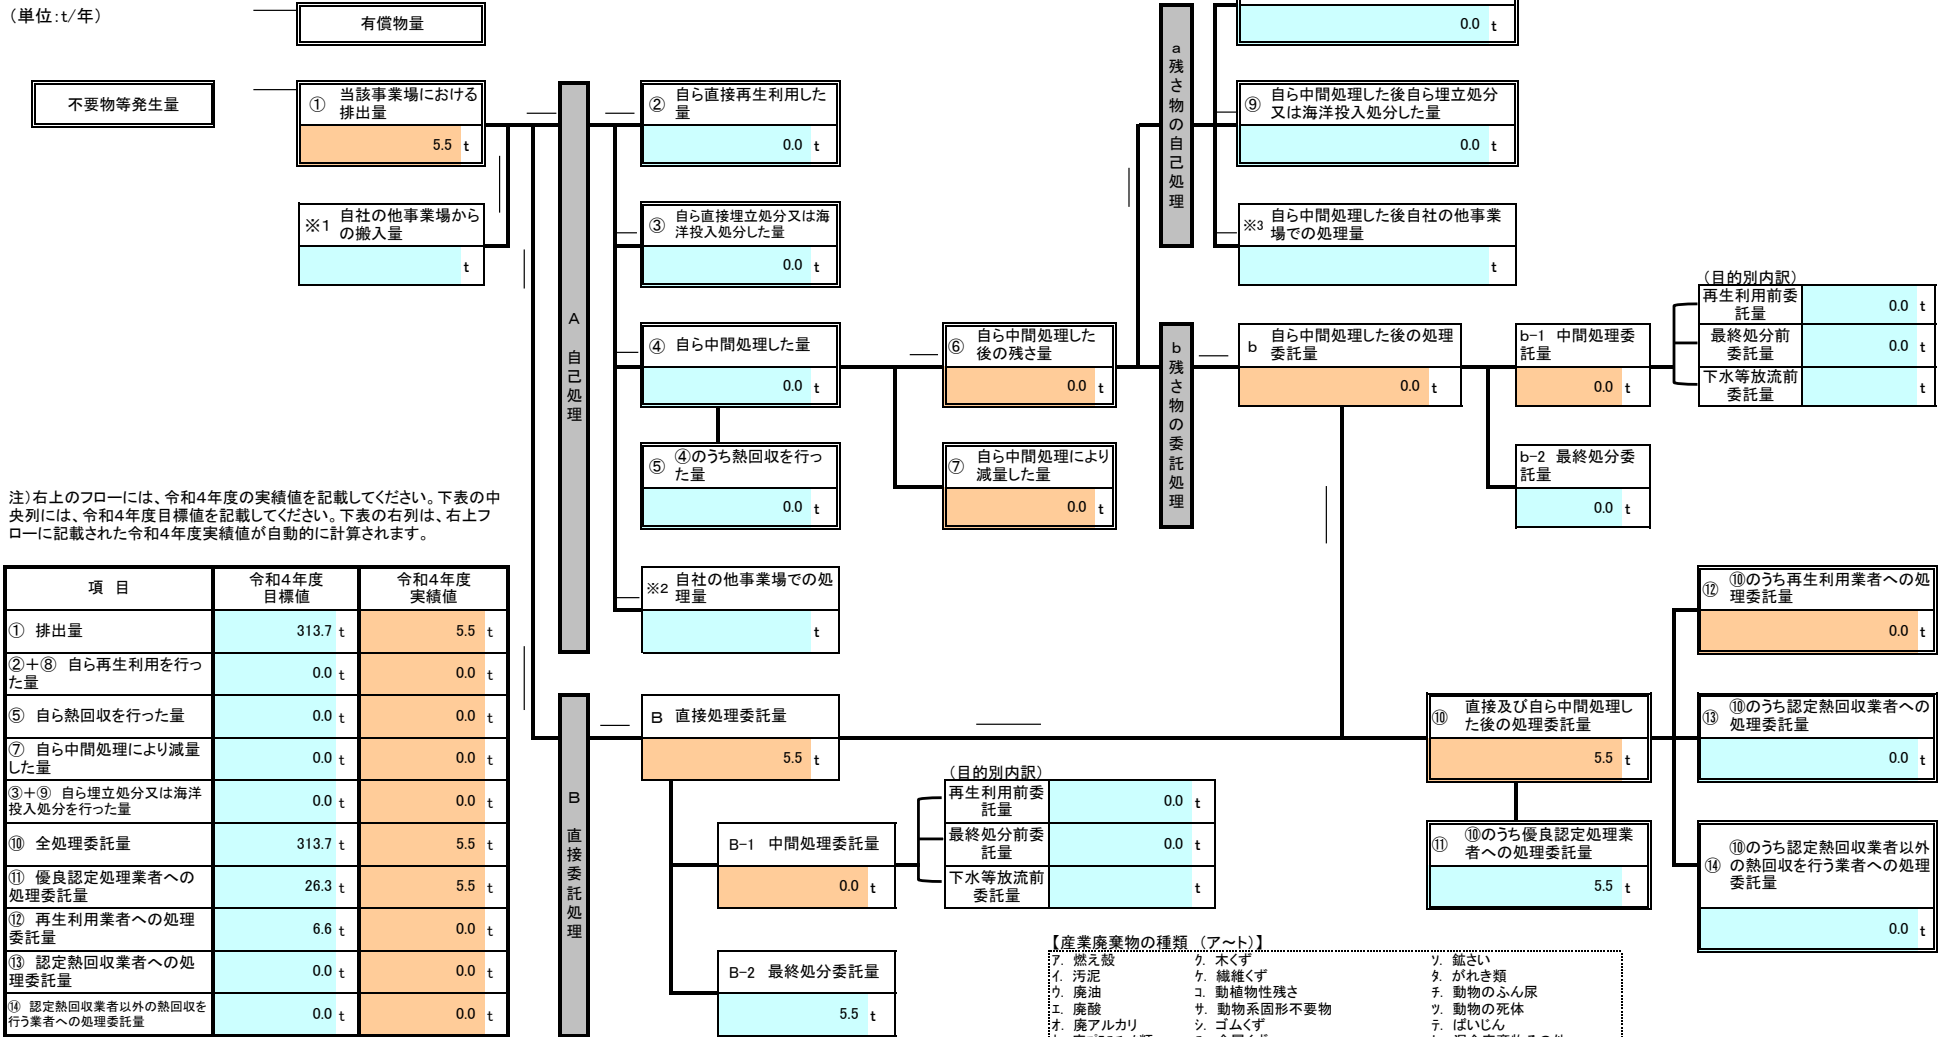 (単位:t/年)
有償物量
0.0 t
不要物等発生量
① 当該事業場における
排出量
5.5 t
※1 自社の他事業場から
の搬入量
t
A 自己処理
② 自ら直接再生利用した
量
0.0 t
③ 自ら直接埋立処分又は海
洋投入処分した量
0.0 t
④ 自ら中間処理した量
0.0 t
⑤ ④のうち熱回収を行っ
た量
0.0 t
※2 自社の他事業場での処
理量
t
⑥ 自ら中間処理した
後の残さ量
0.0 t
⑦ 自ら中間処理により
減量した量
0.0 t
a残さ物の自己処理
⑨ 自ら中間処理した後自ら埋立処分
又は海洋投入処分した量
0.0 t
※3 自ら中間処理した後自社の他事業
場での処理量
t
b残さ物の委託処理
b 自ら中間処理した後の処理
委託量
0.0 t
b-1 中間処理委
託量
0.0 t
b-2 最終処分委
託量
0.0 t
(目的別内訳)
再生利用前委
託量
0.0 t
最終処分前
委託量
0.0 t
下水等放流前
委託量
t
注)右上のフローには、令和4年度の実績値を記載してください。下表の中
央列には、令和4年度目標値を記載してください。下表の右列は、右上フ
ローに記載された令和4年度実績値が自動的に計算されます。
項 目 令和4年度
目標値 令和4年度
実績値
① 排出量 313.7 t 5.5 t
②+⑧ 自ら再生利用を行っ
た量 0.0 t 0.0 t
⑤ 自ら熱回収を行った量 0.0 t 0.0 t
⑦ 自ら中間処理により減量
した量 0.0 t 0.0 t
③+⑨ 自ら埋立処分又は海洋
投入処分を行った量 0.0 t 0.0 t
⑩ 全処理委託量 313.7 t 5.5 t
⑪ 優良認定処理業者への
処理委託量 26.3 t 5.5 t
⑫ 再生利用業者への処理
委託量 6.6 t 0.0 t
⑬ 認定熱回収業者への処
理委託量 0.0 t 0.0 t
⑭ 認定熱回収業者以外の熱回収を
行う業者への処理委託量 0.0 t 0.0 t
B 直接委託処理
B 直接処理委託量
5.5 t
B-1 中間処理委託量
0.0 t
B-2 最終処分委託量
5.5 t
(目的別内訳)
再生利用前委
託量
0.0 t
最終処分前委
託量
0.0 t
下水等放流前
委託量
t
⑩ 直接及び自ら中間処理し
た後の処理委託量
5.5 t
⑪ ⑩のうち優良認定処理業
者への処理委託量
5.5 t
⑫ ⑩のうち再生利用業者への処
理委託量
0.0 t
⑬ ⑩のうち認定熱回収業者への
処理委託量
0.0 t
⑭ ⑩のうち認定熱回収業者以外
の熱回収を行う業者への処理
委託量
0.0 t
【産業廃棄物の種類 (ア~ト)】
ア. 燃え殻 ク. 木くず ソ. 鉱さい
イ. 汚泥 ケ. 繊維くず タ. がれき類
ウ. 廃油 コ. 動植物性残さ チ. 動物のふん尿
エ. 廃酸 サ. 動物系固形不要物 ツ. 動物の死体
オ. 廃アルカリ シ. ゴムくず テ. ばいじん